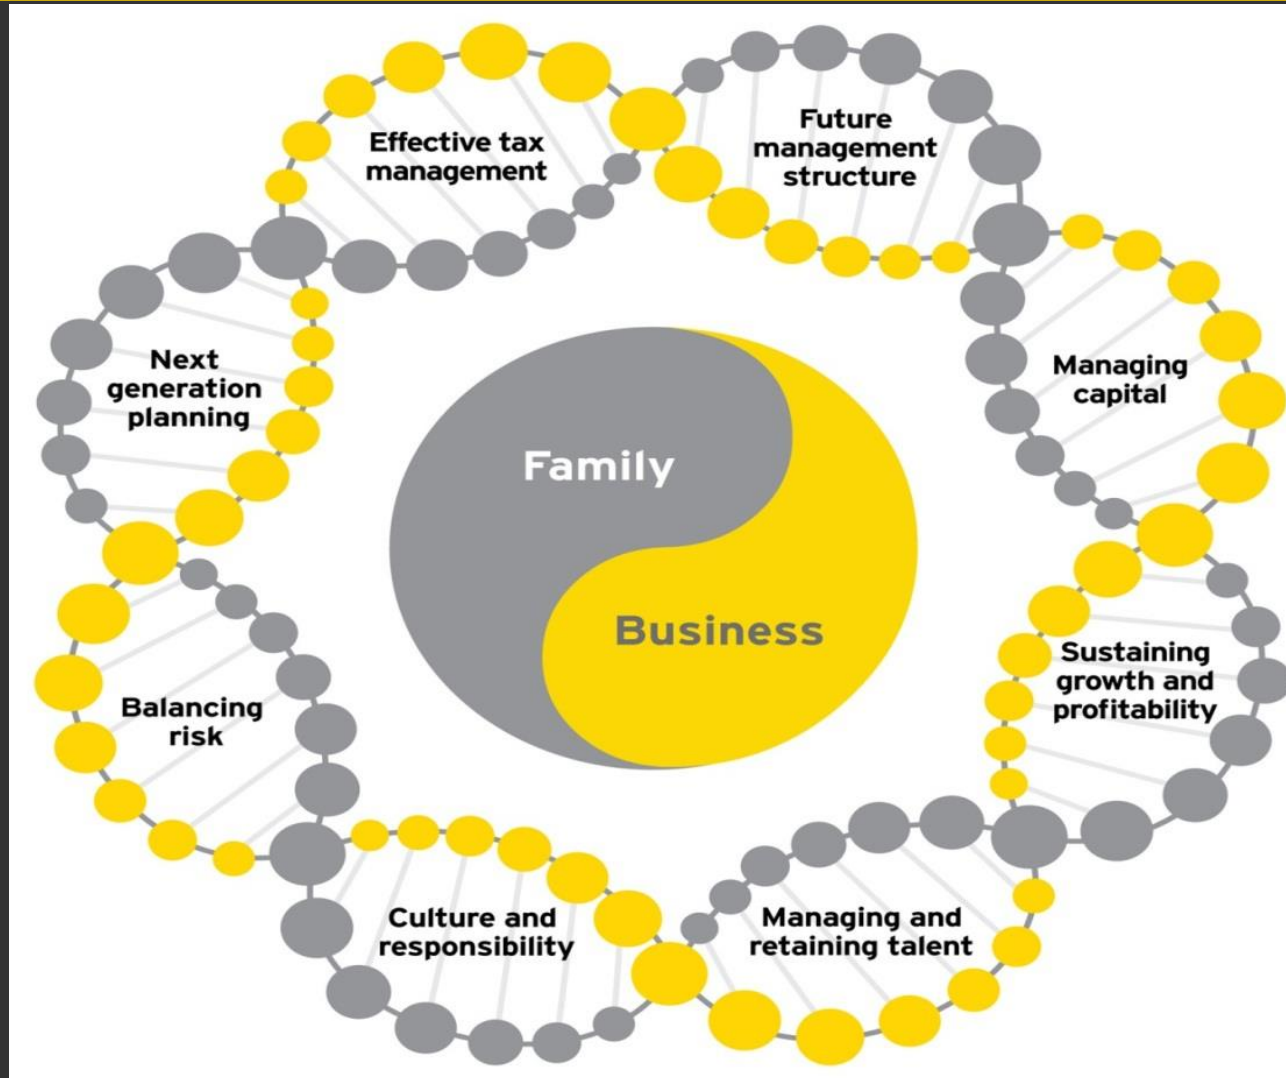 Effective tax
management
Future
management
structure
Next
generation
planning
Managing
capital
Family
Business
Balancing
risk
Sustaining
growth and
profitability
Culture and
responsibility
Managing and
retaining talent